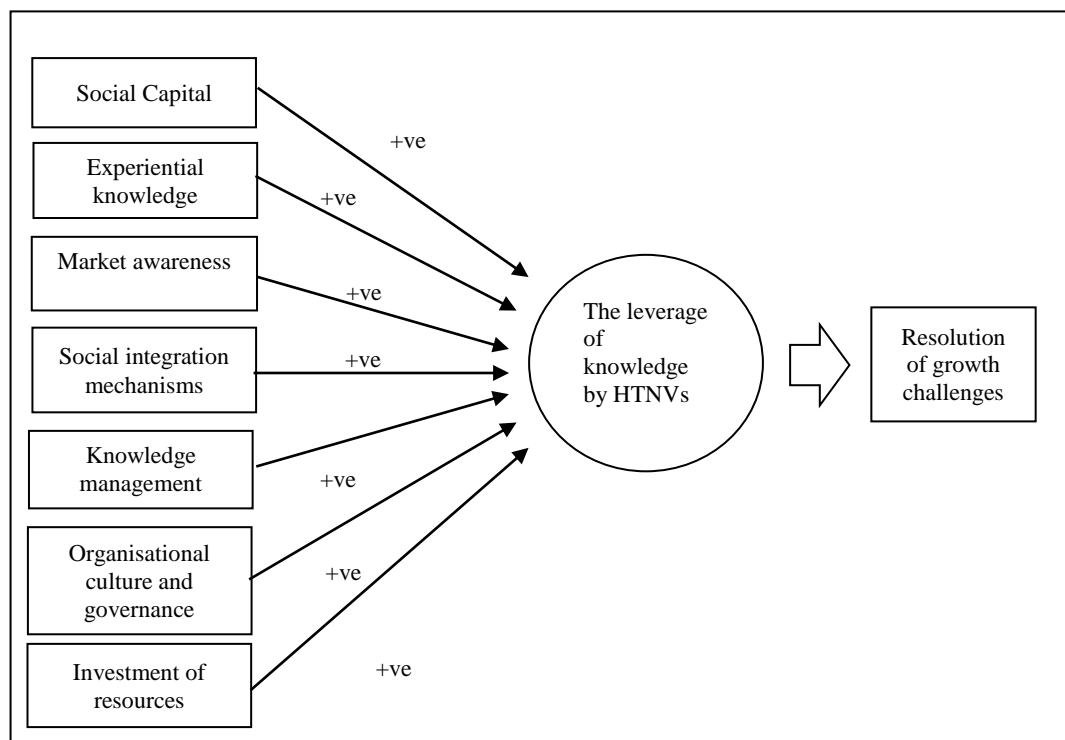 Social Capital
+ve
Experiential
knowledge
+ve
Market awareness
+ve
Social integration
mechanisms
+ve
Knowledge
management
+ve
Organisational
culture and
governance
+ve
Investment of
resources
+ve
The leverage
of
knowledge
by HTNVs
Resolution
of growth
challenges